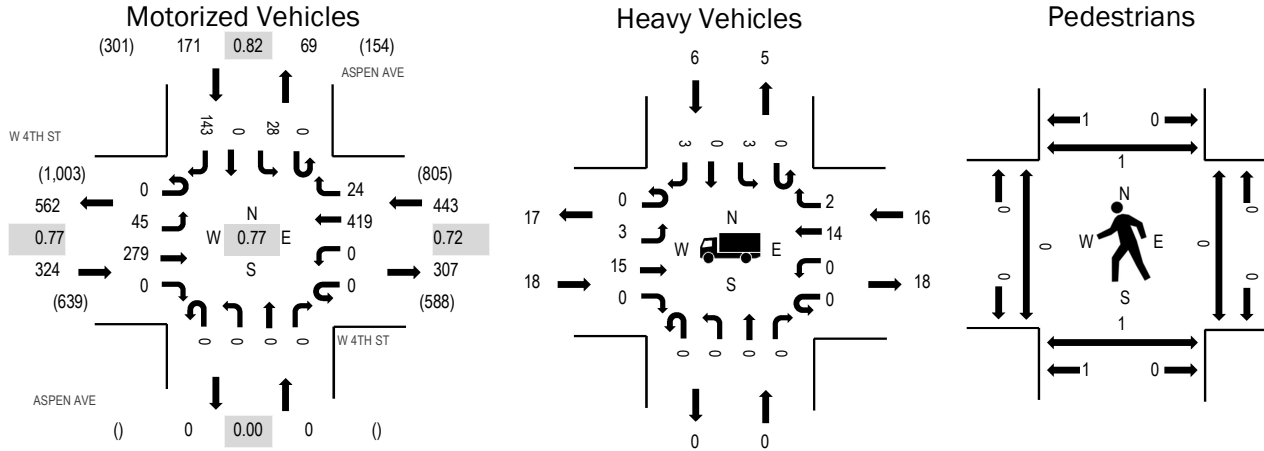 Motorized Vehicles
(301) 171 0.82 69 (154)
ASPEN AVE
143 0 28 0
W 4TH ST
(1,003) 0 24 (805)
562 45 N 419 443
0.77 W 0.77 E 0.72
279 0
324 S 307
(639) 0 0 (588)
0 0 0 0
W 4TH ST
ASPEN AVE
() 0 0.00 0 ()
Heavy Vehicles
6 5
3 0 3 0
0 2
17 3 N 14 16
W E
15 0
18 S 18
0 0
0 0 0 0
0 0
Pedestrians
1 0
1
N
0 0
0 W E 0
0 0
S
1
1 0